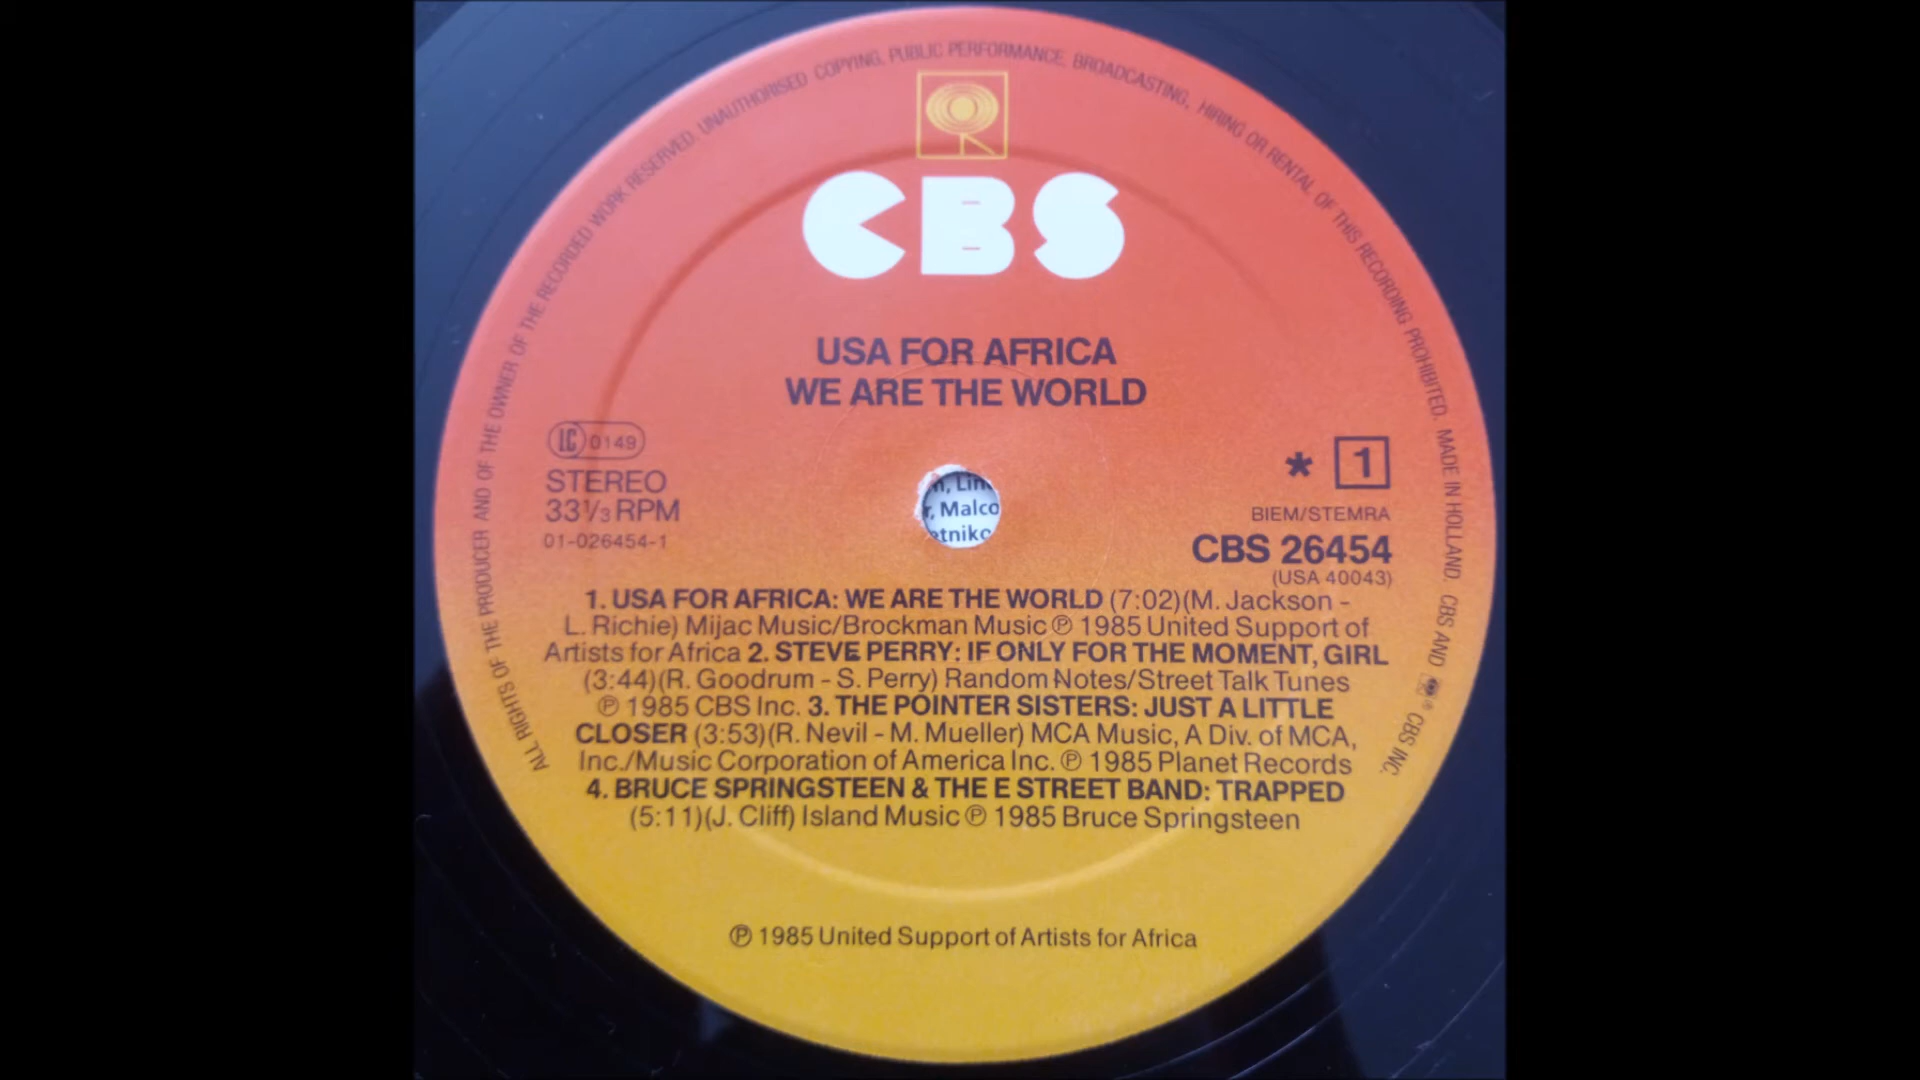 ALL RIGHTS OF THE PRODUCER AND OF THE OWNER OF THE RECORDED WORK RESERVED. UNAUTHORISED COPYING, PUBLIC PERFORMANCE, BROADCASTING, HIRING OR RENTAL OF THIS RECORDING PROHIBITED. MADE IN HOLLAND. CBS AND ® CBS INC.
CBS
USA FOR AFRICA
WE ARE THE WORLD
LC 0149
STEREO
33⅓ RPM
01-026454-1
* 1
BIEM/STEMRA
CBS 26454
(USA 40043)
n, Lin
r, Malco
etniko
1. USA FOR AFRICA: WE ARE THE WORLD (7:02)(M. Jackson -
L. Richie) Mijac Music/Brockman Music ℗ 1985 United Support of
Artists for Africa 2. STEVE PERRY: IF ONLY FOR THE MOMENT, GIRL
(3:44)(R. Goodrum - S. Perry) Random Notes/Street Talk Tunes
℗ 1985 CBS Inc. 3. THE POINTER SISTERS: JUST A LITTLE
CLOSER (3:53)(R. Nevil - M. Mueller) MCA Music, A Div. of MCA,
Inc./Music Corporation of America Inc. ℗ 1985 Planet Records
4. BRUCE SPRINGSTEEN & THE E STREET BAND: TRAPPED
(5:11)(J. Cliff) Island Music ℗ 1985 Bruce Springsteen
℗ 1985 United Support of Artists for Africa